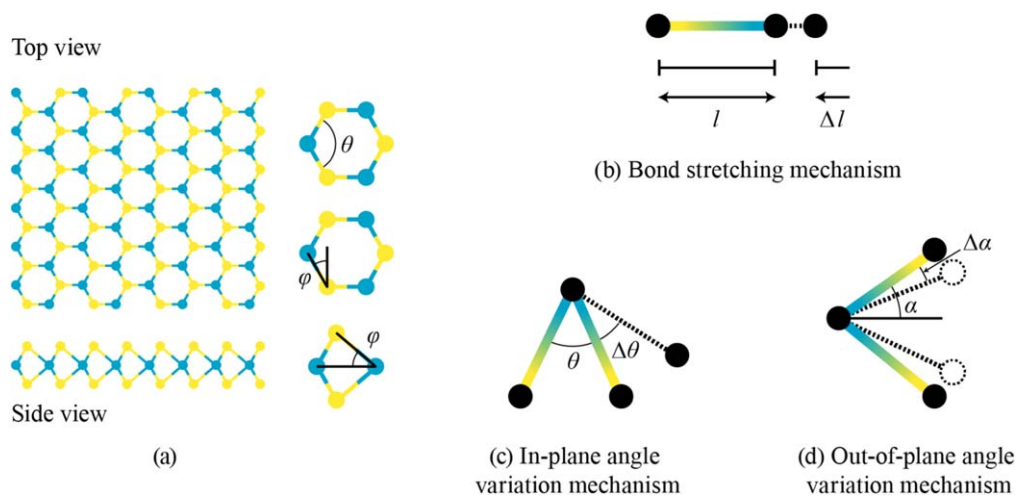 Top view
θ
φ
φ
Side view
(a)
l
Δl
(b) Bond stretching mechanism
θ
Δθ
(c) In-plane angle
variation mechanism
Δα
α
(d) Out-of-plane angle
variation mechanism